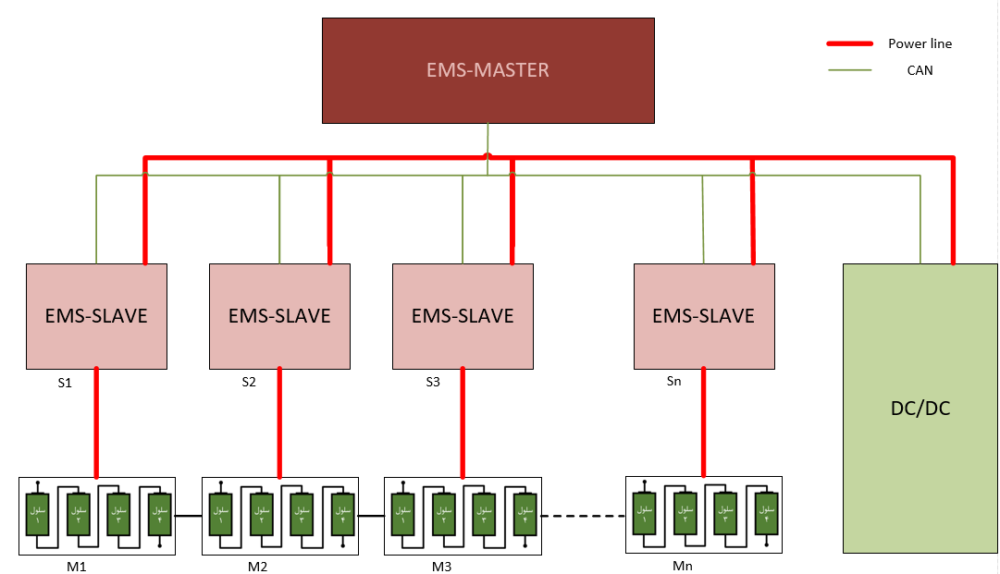 EMS-MASTER
Power line
CAN
EMS-SLAVE
EMS-SLAVE
EMS-SLAVE
EMS-SLAVE
DC/DC
S1
S2
S3
Sn
سلول
۱
سلول
۲
سلول
۳
سلول
۴
سلول
۱
سلول
۲
سلول
۳
سلول
۴
سلول
۱
سلول
۲
سلول
۳
سلول
۴
سلول
۱
سلول
۲
سلول
۳
سلول
۴
M1
M2
M3
Mn